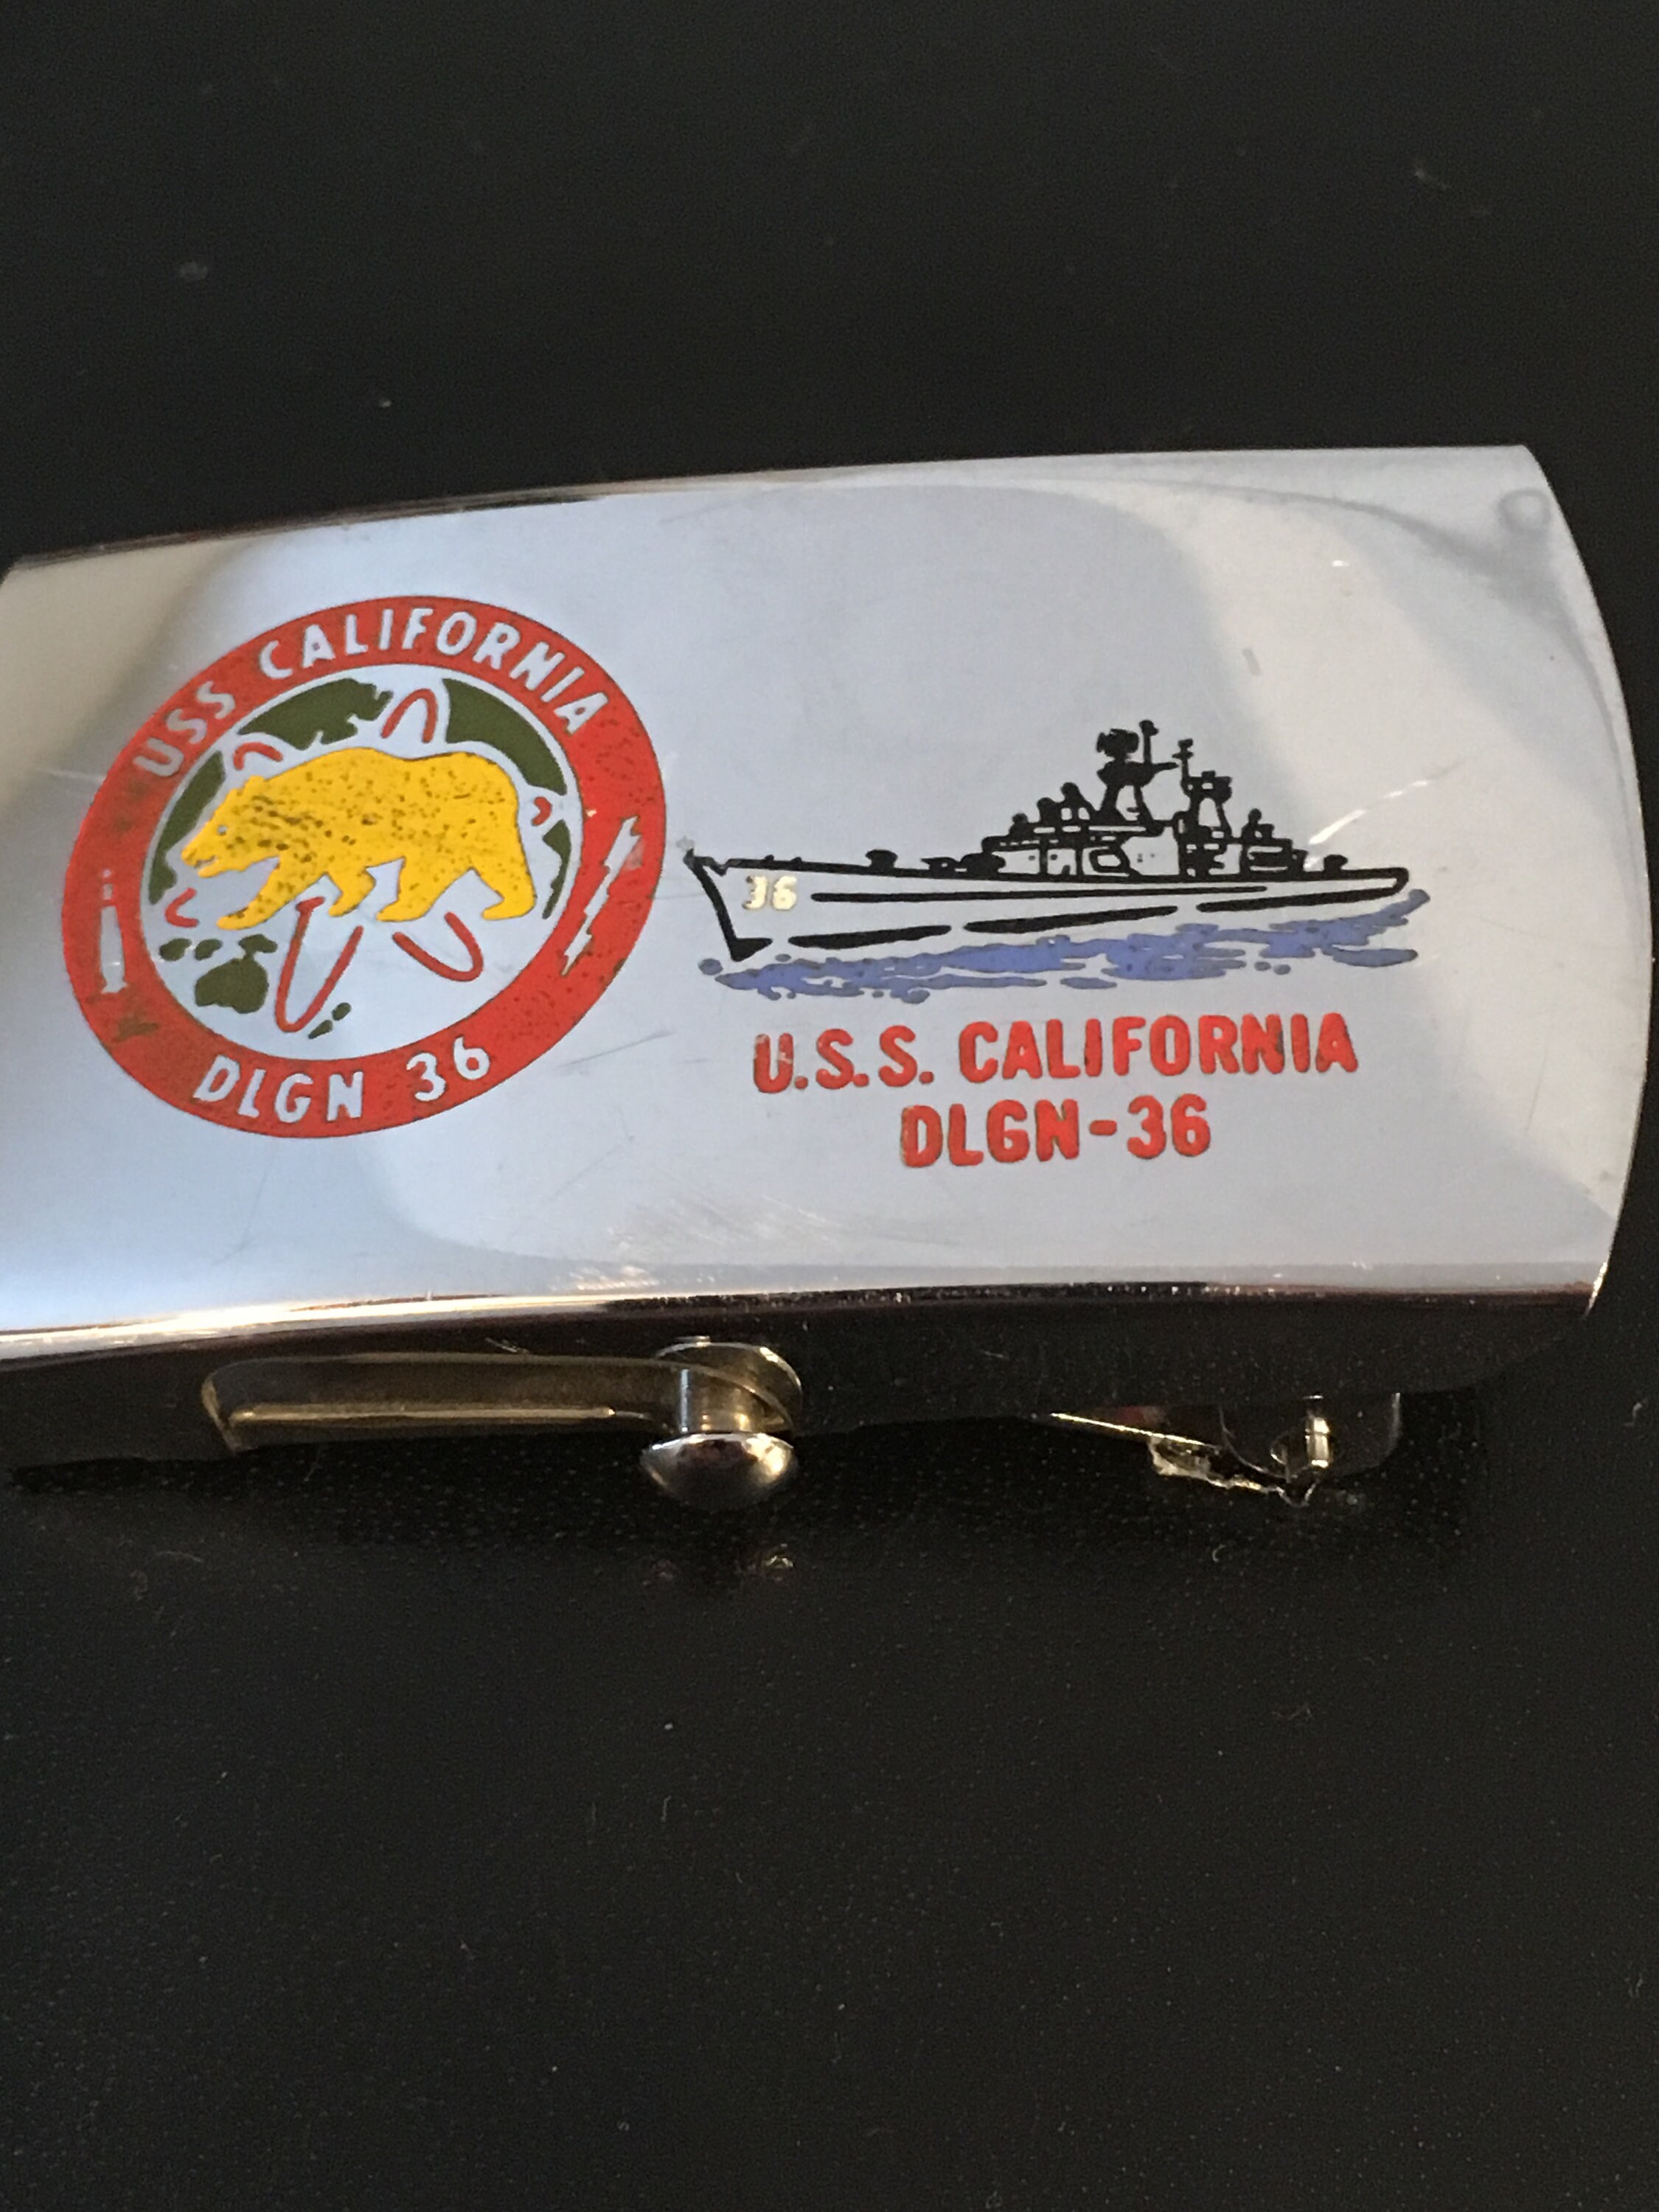 USS CALIFORNIA
DLGN 36
36
U.S.S. CALIFORNIA
DLGN-36